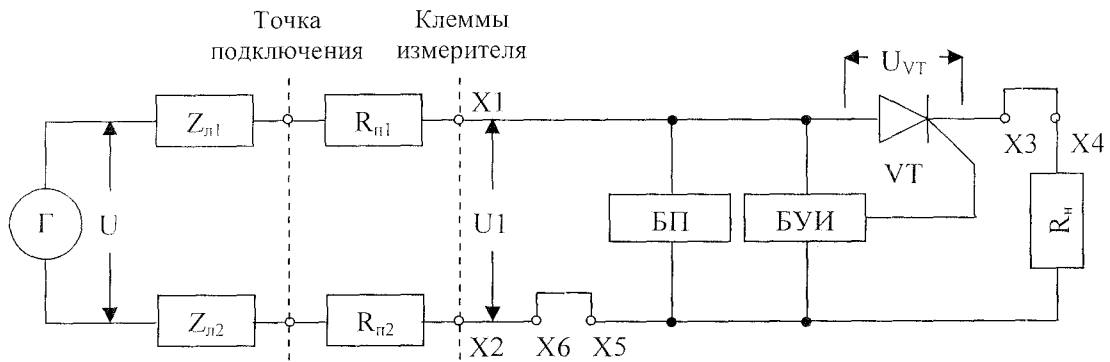 Точка
подключения
Клеммы
измерителя
U_VT
Z_л1
R_п1
X1
VT
X3
X4
Г
U
U1
БП
БУИ
R_н
Z_л2
R_п2
X2
X6
X5